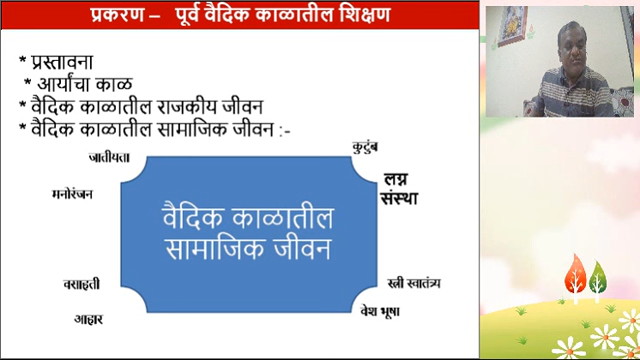 प्रकरण – पूर्व वैदिक काळातील शिक्षण
* प्रस्तावना
* आर्यांचा काळ
* वैदिक काळातील राजकीय जीवन
* वैदिक काळातील सामाजिक जीवन :-
जातीयता
कुटुंब
मनोरंजन
लग्न
संस्था
वैदिक काळातील
सामाजिक जीवन
वसाहती
स्त्री स्वातंत्र्य
आहार
वेश भूषा